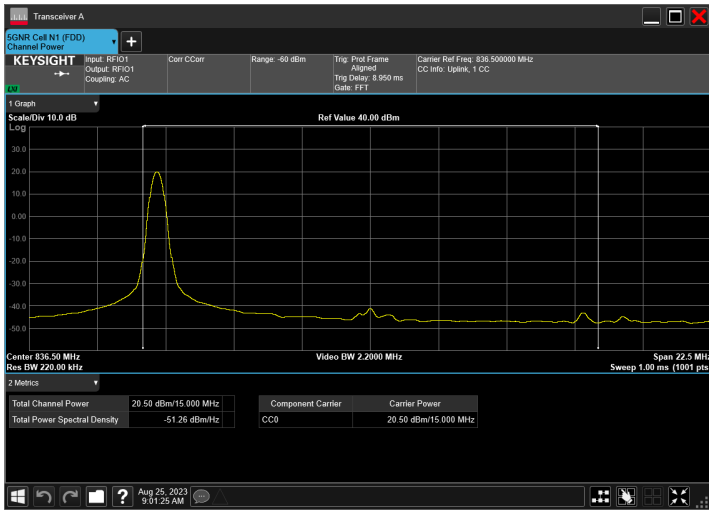 Transceiver A
5GNR Cell N1 (FDD)
Channel Power
KEYSIGHT
LXI
Input: RFIO1
Output: RFIO1
Coupling: AC
Corr CCorr
Range: -60 dBm
Trig: Prot Frame
Aligned
Trig Delay: 8.950 ms
Gate: FFT
Carrier Ref Freq: 836.500000 MHz
CC Info: Uplink, 1 CC
1 Graph
Scale/Div 10.0 dB
Ref Value 40.00 dBm
Log
30.0
20.0
10.0
0.00
-10.0
-20.0
-30.0
-40.0
-50.0
Center 836.50 MHz
Video BW 2.2000 MHz
Span 22.5 MHz
Res BW 220.00 kHz
Sweep 1.00 ms (1001 pts
2 Metrics
Total Channel Power 20.50 dBm/15.000 MHz
Total Power Spectral Density -51.26 dBm/Hz
Component Carrier Carrier Power
CC0 20.50 dBm/15.000 MHz
Aug 25, 2023
9:01:25 AM